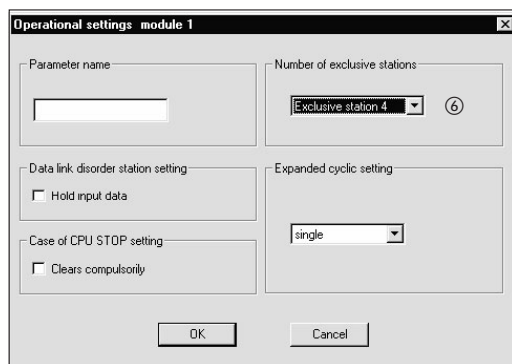 Operational settings module 1
Parameter name
Number of exclusive stations
Exclusive station 4
⑥
Data link disorder station setting
Hold input data
Expanded cyclic setting
single
Case of CPU STOP setting
Clears compulsorily
OK
Cancel